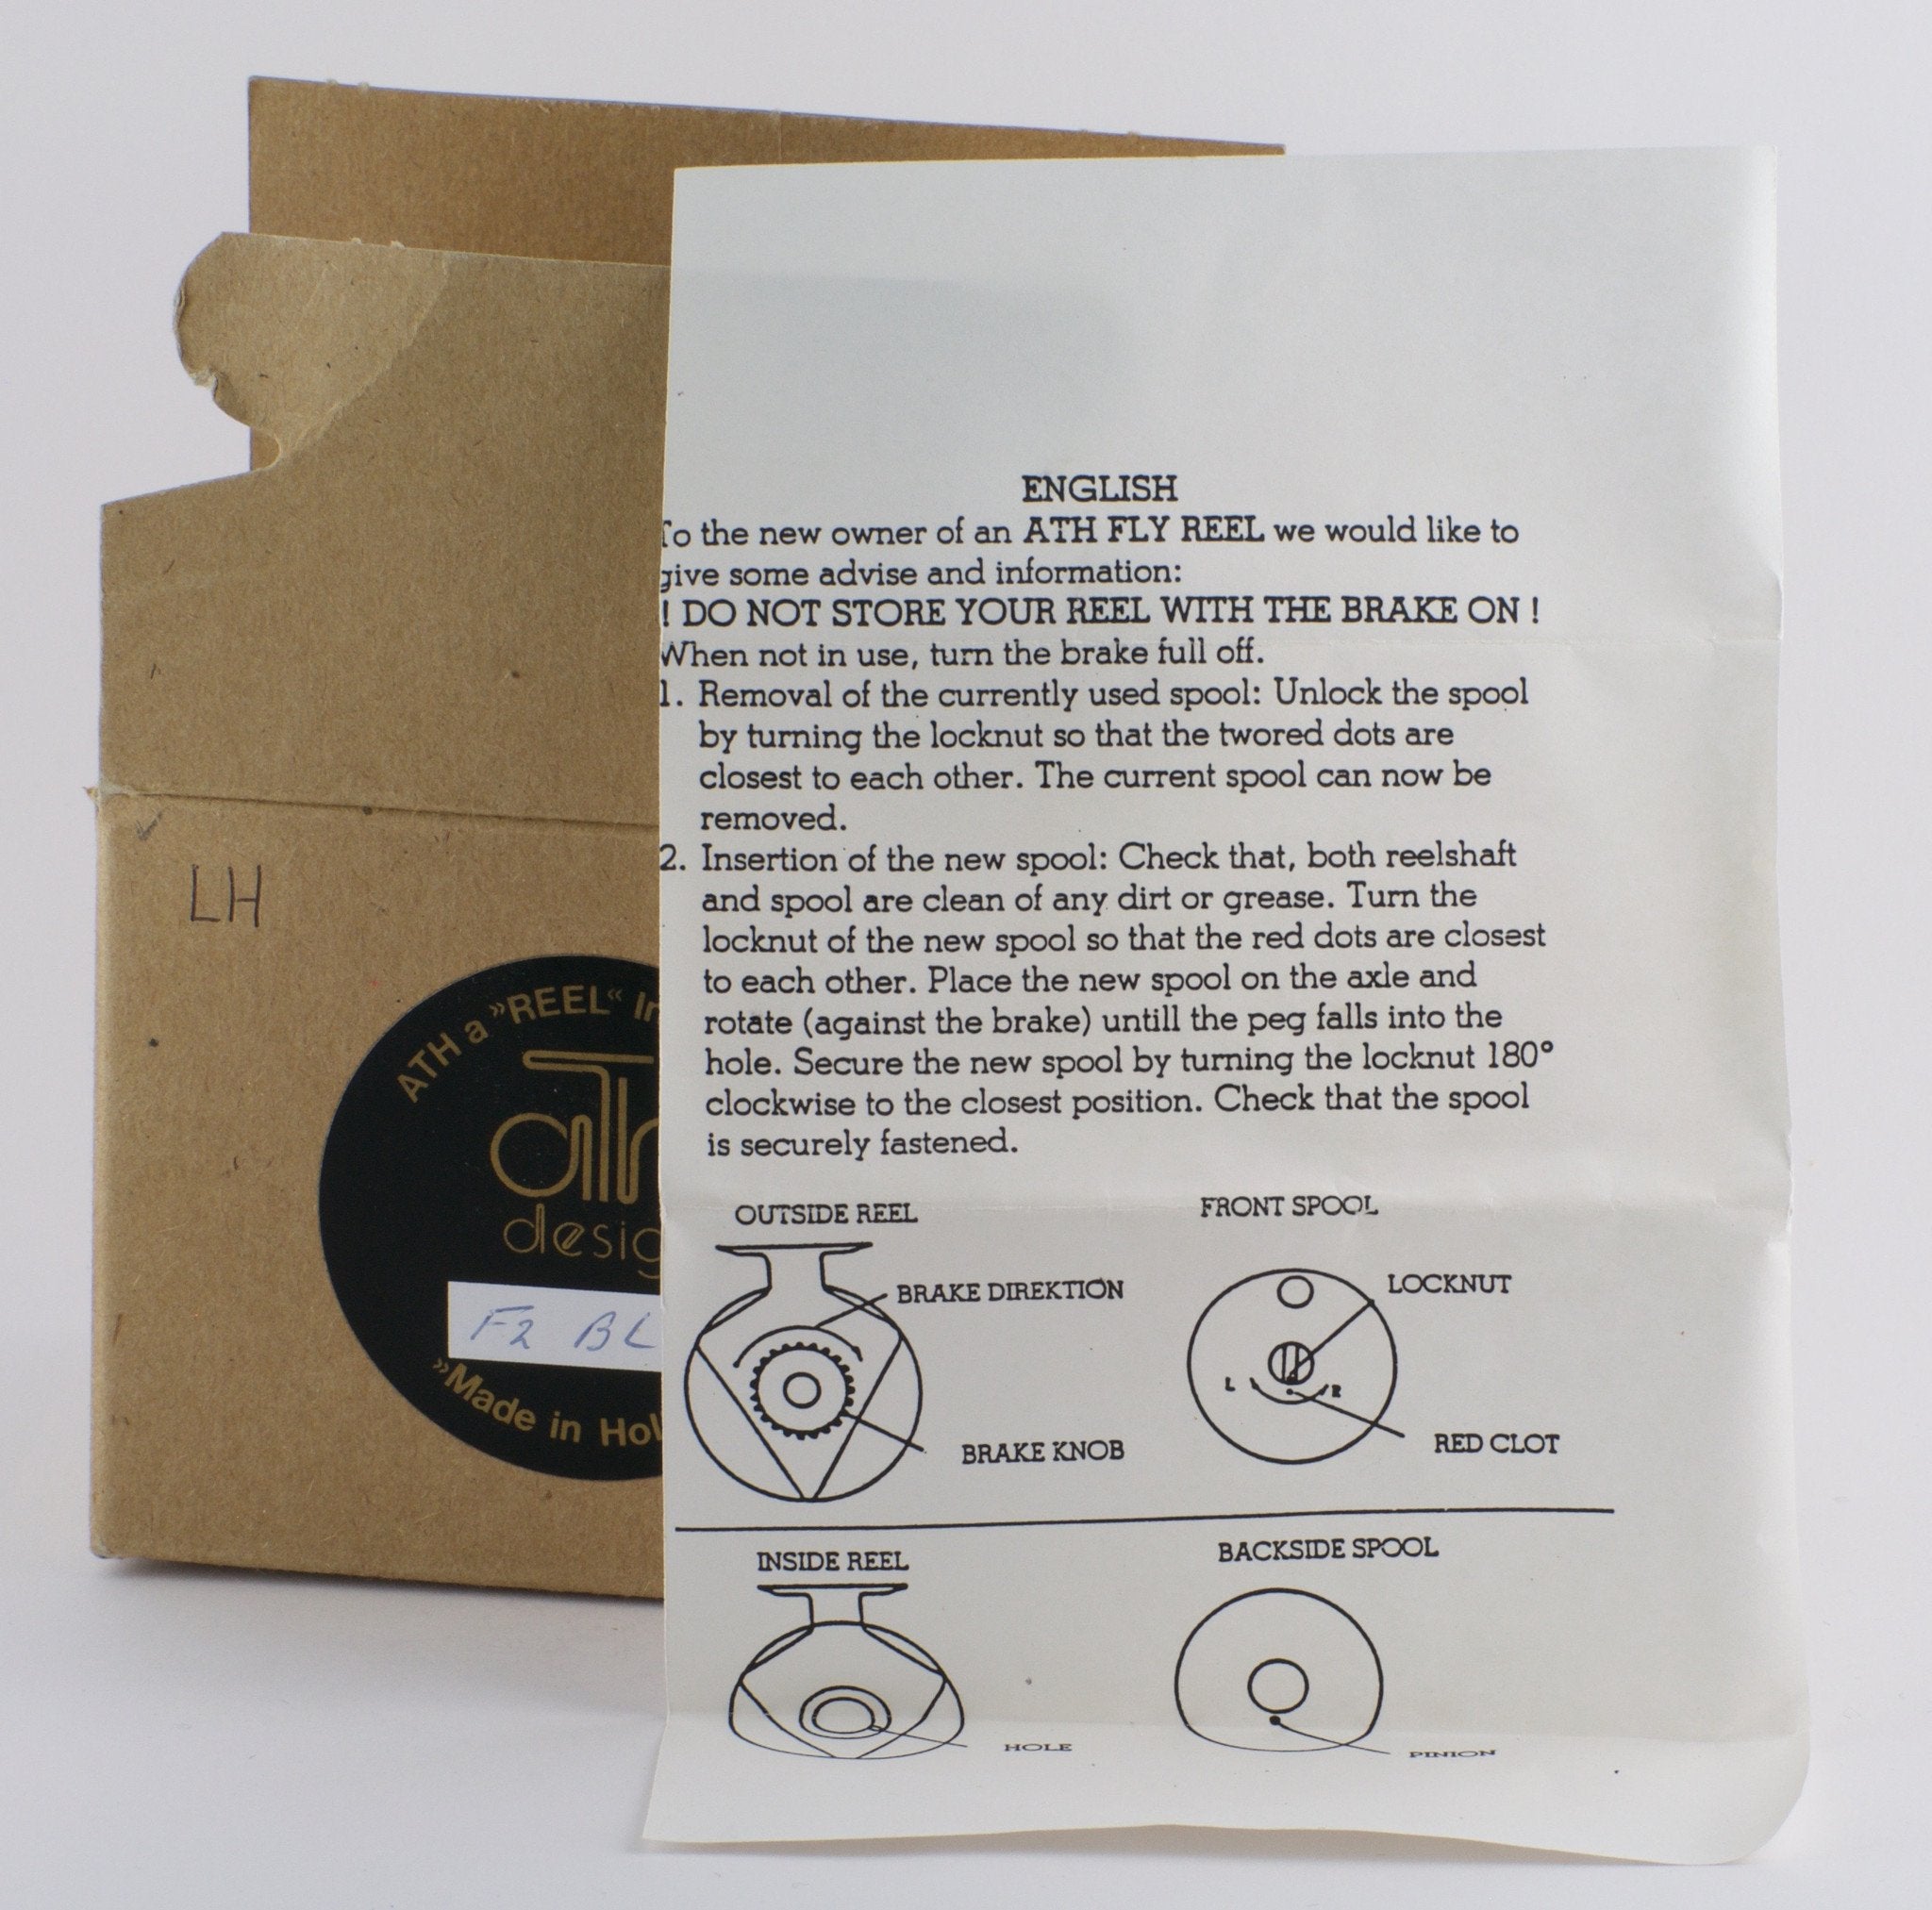 LH
ATH a »REEL«
aTh
F2 BL
»Made in
ENGLISH
To the new owner of an ATH FLY REEL we would like to
give some advise and information:
! DO NOT STORE YOUR REEL WITH THE BRAKE ON !
When not in use, turn the brake full off.
1. Removal of the currently used spool: Unlock the spool
by turning the locknut so that the twored dots are
closest to each other. The current spool can now be
removed.
2. Insertion of the new spool: Check that, both reelshaft
and spool are clean of any dirt or grease. Turn the
locknut of the new spool so that the red dots are closest
to each other. Place the new spool on the axle and
rotate (against the brake) untill the peg falls into the
hole. Secure the new spool by turning the locknut 180°
clockwise to the closest position. Check that the spool
is securely fastened.
OUTSIDE REEL
BRAKE DIREKTION
BRAKE KNOB
FRONT SPOOL
LOCKNUT
L R
RED CLOT
INSIDE REEL
HOLE
BACKSIDE SPOOL
PINION